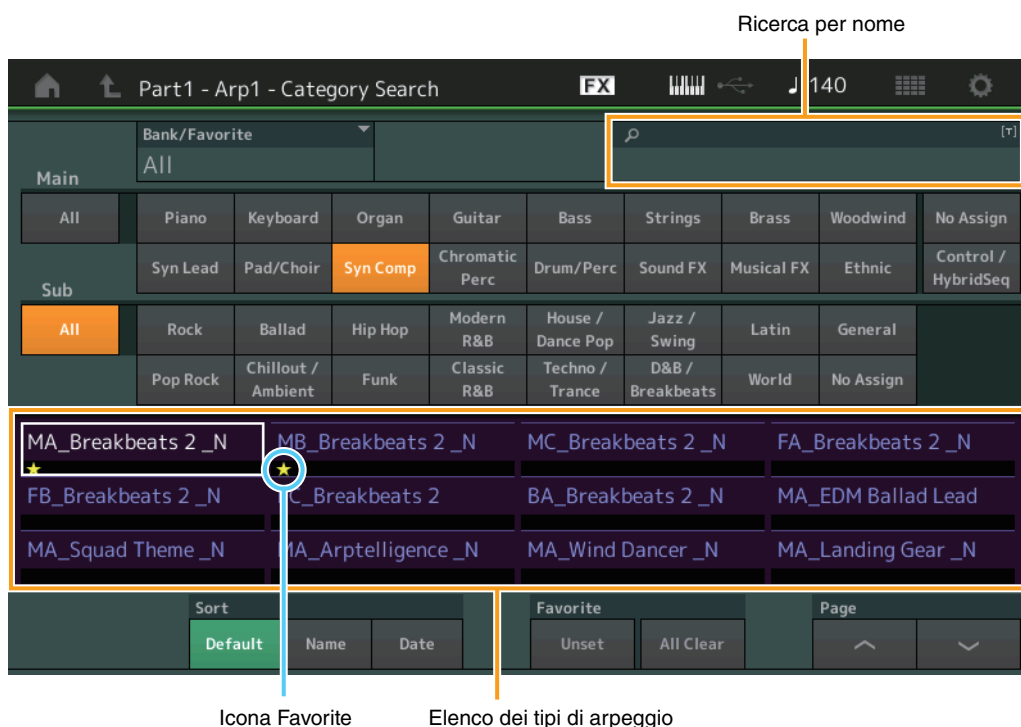 Ricerca per nome
Part1 - Arp1 - Category Search FX 140
Bank/Favorite [T]
All
Main
All Piano Keyboard Organ Guitar Bass Strings Brass Woodwind No Assign
Syn Lead Pad/Choir Syn Comp Chromatic Perc Drum/Perc Sound FX Musical FX Ethnic Control / HybridSeq
Sub
All Rock Ballad Hip Hop Modern R&B House / Dance Pop Jazz / Swing Latin General
Pop Rock Chillout / Ambient Funk Classic R&B Techno / Trance D&B / Breakbeats World No Assign
MA_Breakbeats 2 _N MB_Breakbeats 2 _N MC_Breakbeats 2 _N FA_Breakbeats 2 _N
FB_Breakbeats 2 _N C_Breakbeats 2 BA_Breakbeats 2 _N MA_EDM Ballad Lead
MA_Squad Theme _N MA_Arptelligence _N MA_Wind Dancer _N MA_Landing Gear _N
Sort Favorite Page
Default Name Date Unset All Clear
Icona Favorite Elenco dei tipi di arpeggio